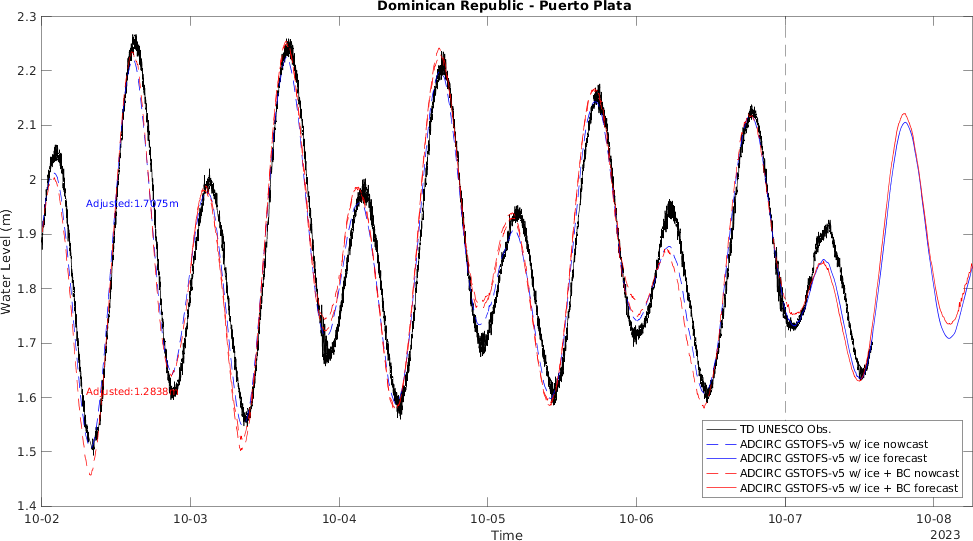 Dominican Republic - Puerto Plata
Water Level (m)
2.3
2.2
2.1
2
1.9
1.8
1.7
1.6
1.5
1.4
Adjusted:1.7075m
Adjusted:1.2838
TD UNESCO Obs.
ADCIRC GSTOFS-v5 w/ ice nowcast
ADCIRC GSTOFS-v5 w/ ice forecast
ADCIRC GSTOFS-v5 w/ ice + BC nowcast
ADCIRC GSTOFS-v5 w/ ice + BC forecast
10-02 10-03 10-04 10-05 10-06 10-07 10-08
Time
2023